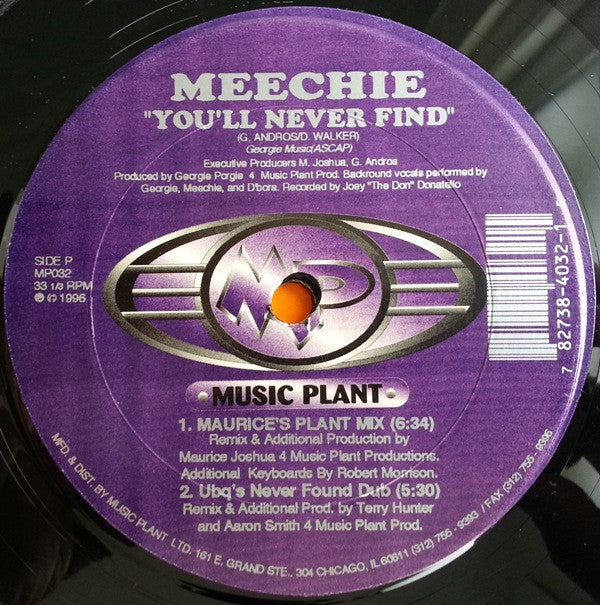 MEECHIE
"YOU'LL NEVER FIND"
(G. ANDROS/D. WALKER)
Georgie Music(ASCAP)
Executive Producers M. Joshua, G. Andros
Produced by Georgie Porgie 4 Music Plant Prod. Backround vocals performed by
Georgie, Meechie, and D'bora. Recorded by Joey "The Don" Donatello
SIDE P
MP032
33 1/3 RPM
℗ © 1996
7 82738-4032-1
MUSIC PLANT
1. MAURICE'S PLANT MIX (6:34)
Remix & Additional Production by
Maurice Joshua 4 Music Plant Productions.
Additional Keyboards By Robert Morrison.
2. Ubq's Never Found Dub (5:30)
Remix & Additional Prod. by Terry Hunter
and Aaron Smith 4 Music Plant Prod.
MFD. & DIST. BY MUSIC PLANT LTD. 161 E. GRAND STE.. 304 CHICAGO, IL 60611 (312) 755 - 9393 / FAX (312) 755 - 9396